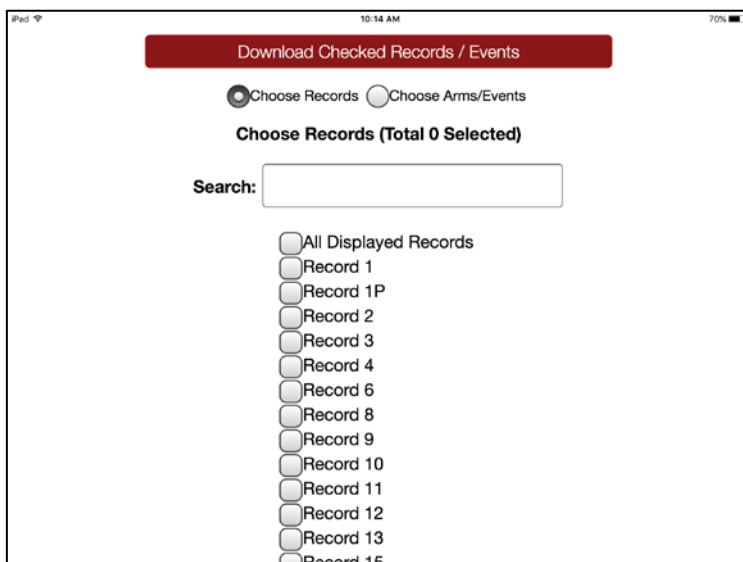 iPad 10:14 AM 70%
Download Checked Records / Events
Choose Records Choose Arms/Events
Choose Records (Total 0 Selected)
Search:
All Displayed Records
Record 1
Record 1P
Record 2
Record 3
Record 4
Record 6
Record 8
Record 9
Record 10
Record 11
Record 12
Record 13
Record 15